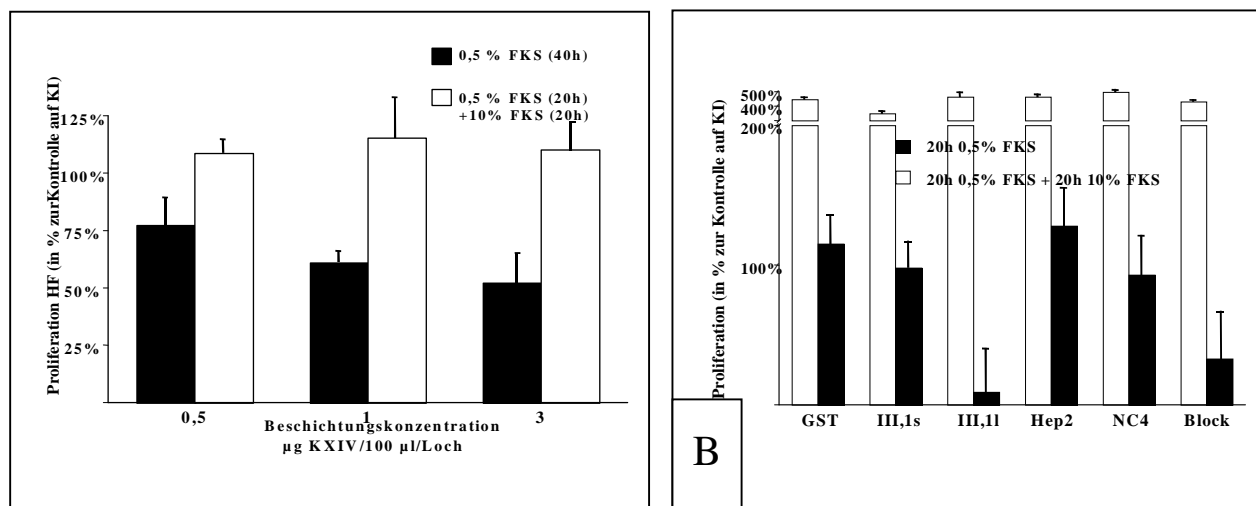 0,5 % FKS (40h)
0,5 % FKS (20h)
+10% FKS (20h)
Proliferation HF (in % zurKontrolle auf KI)
125%
100%
75%
50%
25%
0,5
1
3
Beschichtungskonzentration
µg KXIV/100 µl/Loch
Proliferation (in % zur Kontrolle auf KI)
500%
400%
200%
100%
20h 0,5% FKS
20h 0,5% FKS + 20h 10% FKS
GST
III,1s
III,1l
Hep2
NC4
Block
B